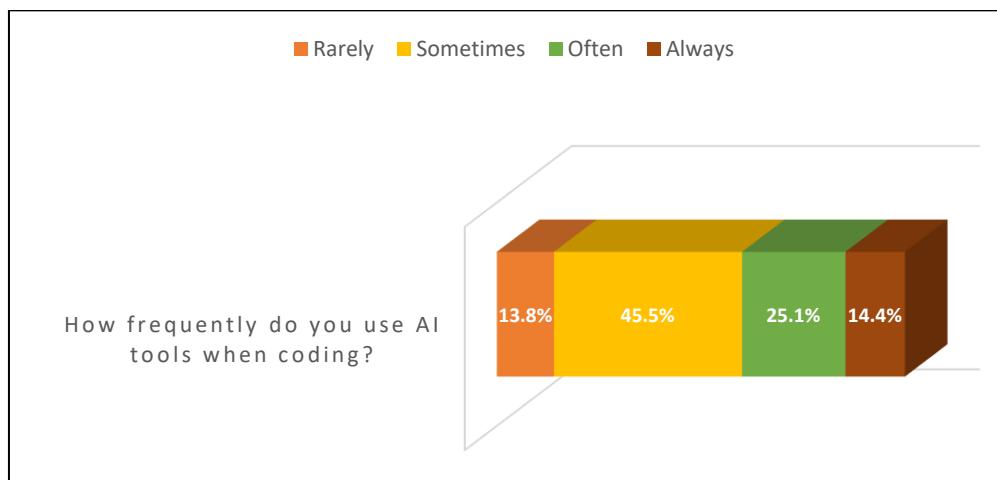 Rarely Sometimes Often Always
13.8% 45.5% 25.1% 14.4%
How frequently do you use AI
tools when coding?